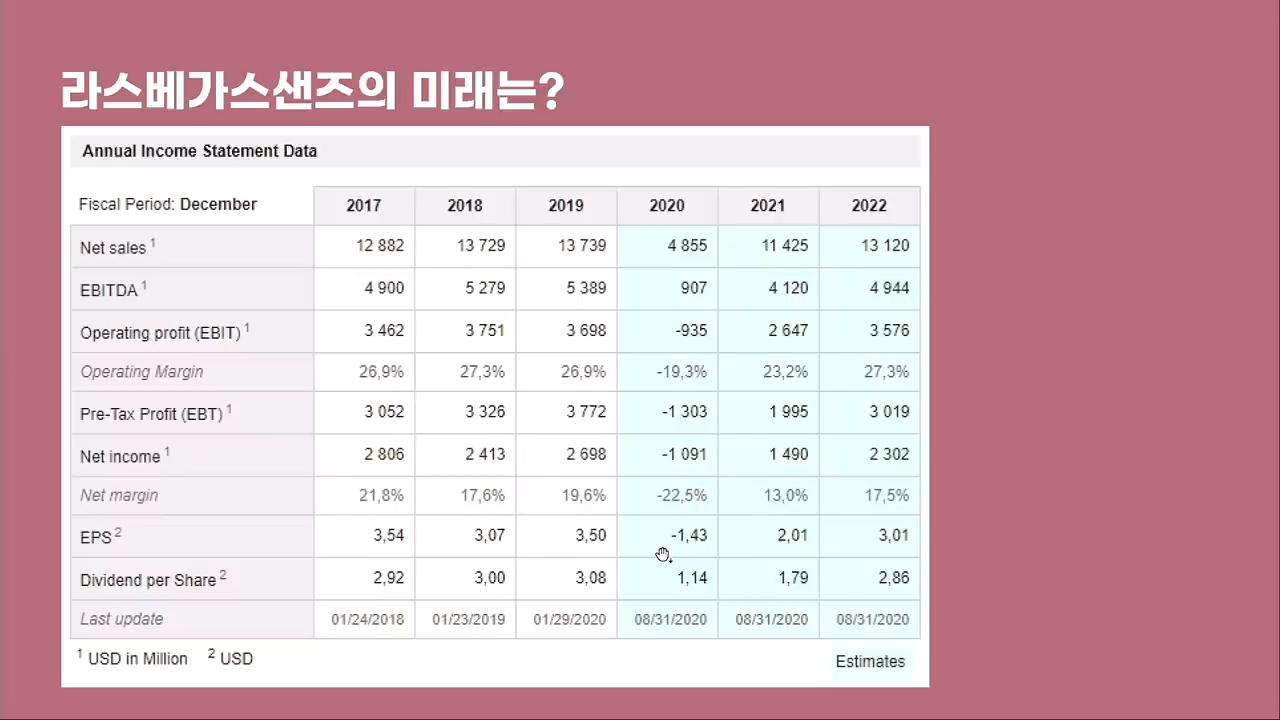 라스베가스샌즈의 미래는?
Annual Income Statement Data
Fiscal Period: December 2017 2018 2019 2020 2021 2022
Net sales 1 12 882 13 729 13 739 4 855 11 425 13 120
EBITDA 1 4 900 5 279 5 389 907 4 120 4 944
Operating profit (EBIT) 1 3 462 3 751 3 698 -935 2 647 3 576
Operating Margin 26,9% 27,3% 26,9% -19,3% 23,2% 27,3%
Pre-Tax Profit (EBT) 1 3 052 3 326 3 772 -1 303 1 995 3 019
Net income 1 2 806 2 413 2 698 -1 091 1 490 2 302
Net margin 21,8% 17,6% 19,6% -22,5% 13,0% 17,5%
EPS 2 3,54 3,07 3,50 -1,43 2,01 3,01
Dividend per Share 2 2,92 3,00 3,08 1,14 1,79 2,86
Last update 01/24/2018 01/23/2019 01/29/2020 08/31/2020 08/31/2020 08/31/2020
1 USD in Million 2 USD Estimates